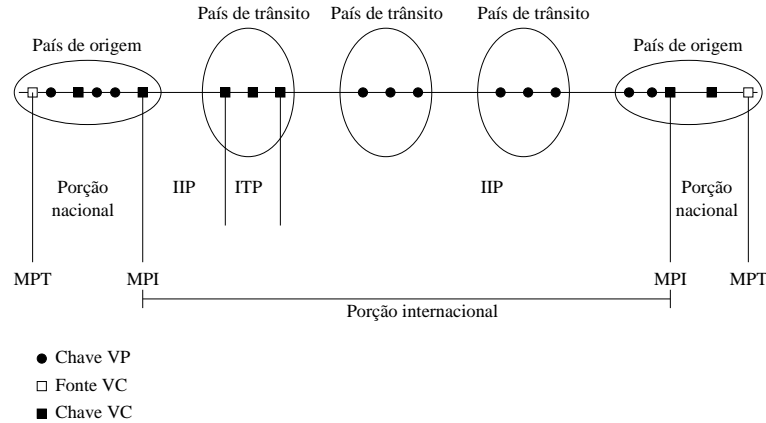 País de trânsito
País de trânsito
País de trânsito
País de origem
País de origem
Porção
nacional
IIP
ITP
IIP
Porção
nacional
MPT
MPI
MPI
MPT
Porção internacional
Chave VP
Fonte VC
Chave VC